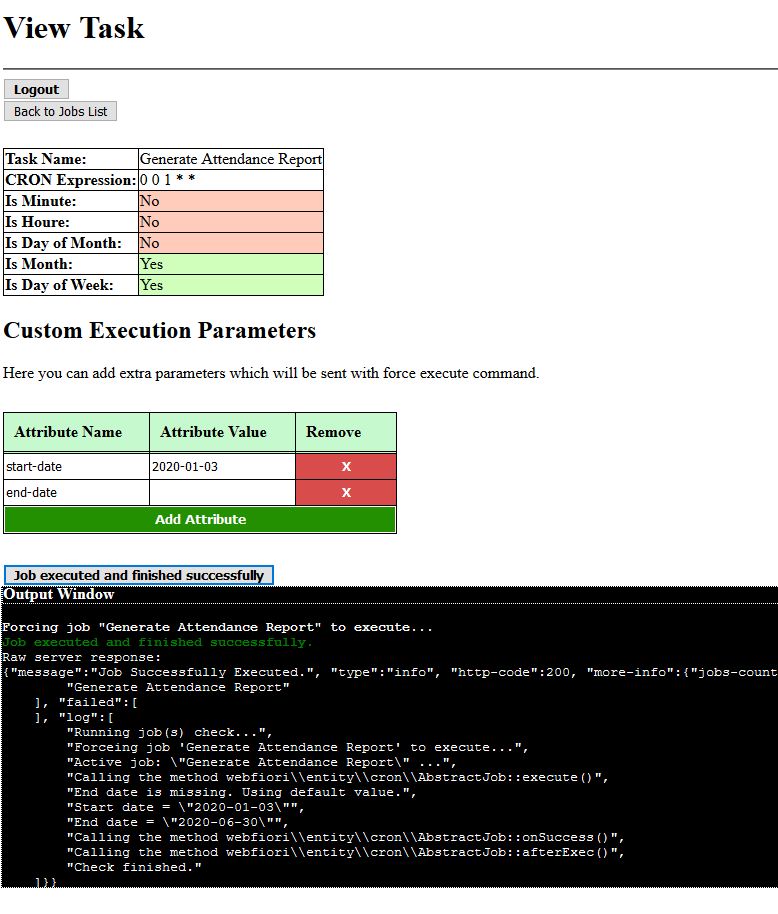 View Task
Logout
Back to Jobs List
Task Name: Generate Attendance Report
CRON Expression: 0 0 1 * *
Is Minute: No
Is Houre: No
Is Day of Month: No
Is Month: Yes
Is Day of Week: Yes
Custom Execution Parameters
Here you can add extra parameters which will be sent with force execute command.
Attribute Name Attribute Value Remove
start-date 2020-01-03 X
end-date X
Add Attribute
Job executed and finished successfully
Output Window
Forcing job "Generate Attendance Report" to execute...
Job executed and finished successfully.
Raw server response:
{"message":"Job Successfully Executed.", "type":"info", "http-code":200, "more-info":{"jobs-count
"Generate Attendance Report"
], "failed":[
], "log":[
"Running job(s) check...",
"Forceing job 'Generate Attendance Report' to execute...",
"Active job: \"Generate Attendance Report\" ...",
"Calling the method webfiori\\entity\\cron\\AbstractJob::execute()",
"End date is missing. Using default value.",
"Start date = \"2020-01-03\"",
"End date = \"2020-06-30\"",
"Calling the method webfiori\\entity\\cron\\AbstractJob::onSuccess()",
"Calling the method webfiori\\entity\\cron\\AbstractJob::afterExec()",
"Check finished."
]}}